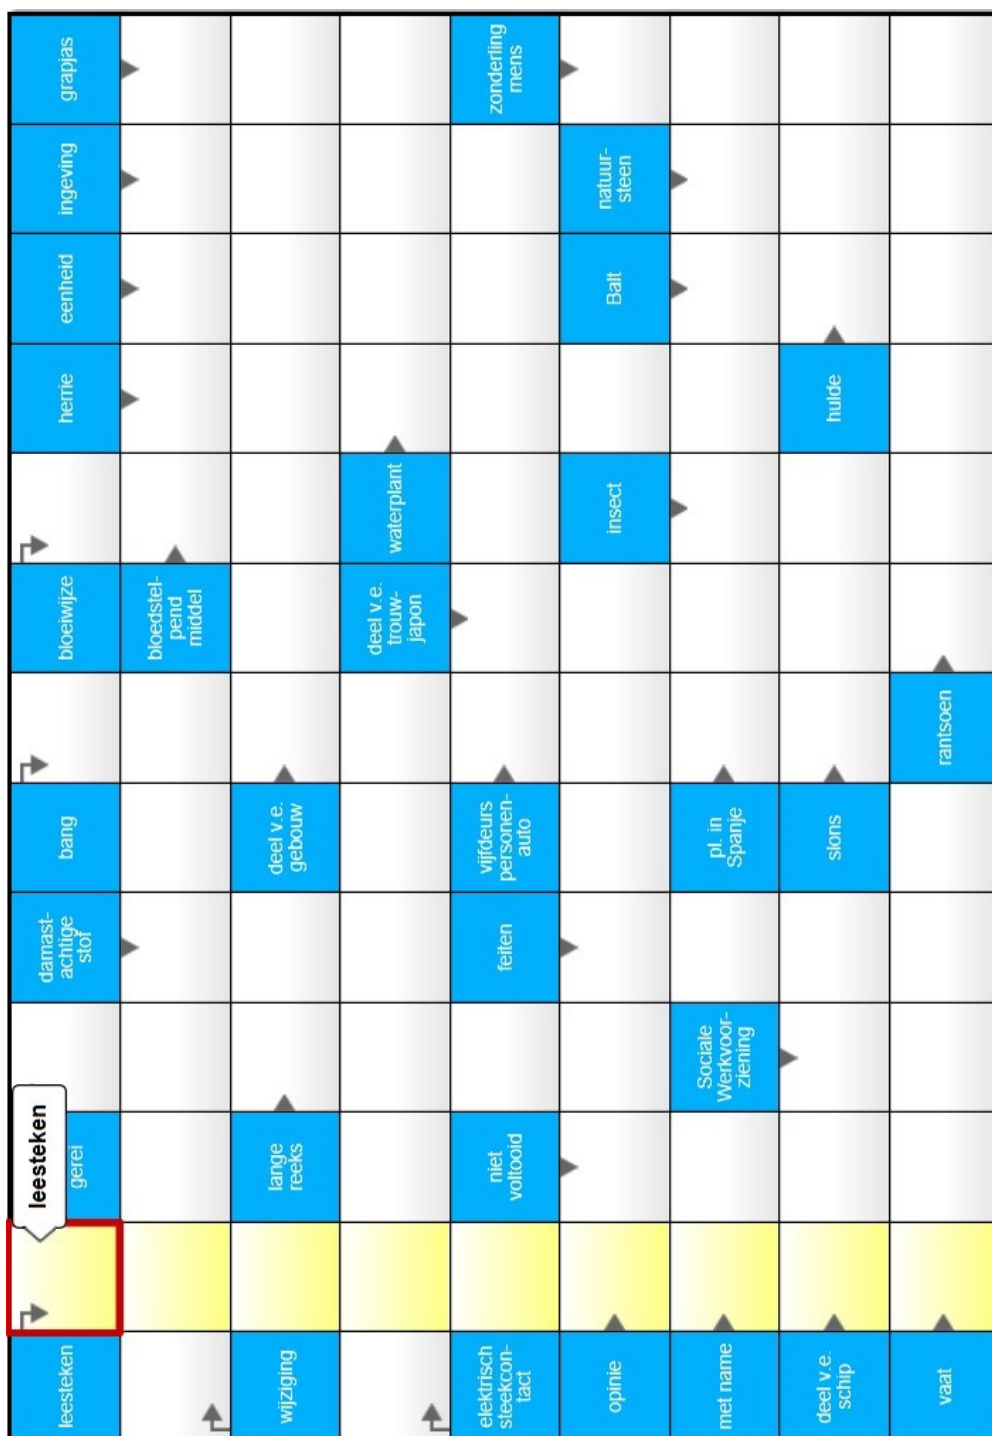 leesteken
leesteken
gerei
damast-
achtige
stof
bang
bloeiwijze
herrie
eenheid
ingeving
grapjas
bloedstel-
pend
middel
wijziging
lange
reeks
deel v.e.
gebouw
deel v.e.
trouw-
japon
waterplant
elektrisch
steekcon-
tact
niet
voltooid
feiten
vijfdeurs
personen-
auto
zonderling
mens
opinie
insect
Balt
natuur-
steen
met name
Sociale
Werkvoor-
ziening
pl. in
Spanje
deel v.e.
schip
slons
hulde
vaat
rantsoen